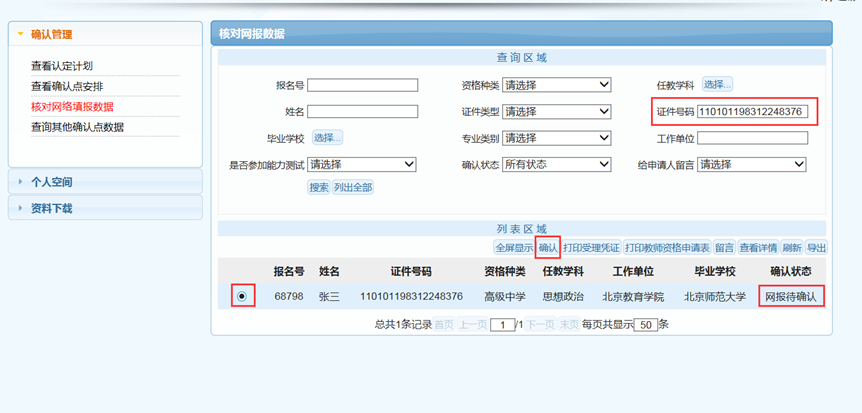 确认管理
查看认定计划
查看确认点安排
核对网络填报数据
查询其他确认点数据
个人空间
资料下载
核对网报数据
查询区域
报名号 资格种类 请选择 任教学科 选择...
姓名 证件类型 请选择 证件号码 110101198312248376
毕业学校 选择... 专业类别 请选择 工作单位
是否参加能力测试 请选择 确认状态 所有状态 给申请人留言 请选择
搜索 列出全部
列表区域
全屏显示 确认 打印受理凭证 打印教师资格申请表 留言 查看详情 刷新 导出
报名号 姓名 证件号码 资格种类 任教学科 工作单位 毕业学校 确认状态
68798 张三 110101198312248376 高级中学 思想政治 北京教育学院 北京师范大学 网报待确认
总共1条记录 首页 上一页 1 /1 下一页 末页 每页共显示 50 条